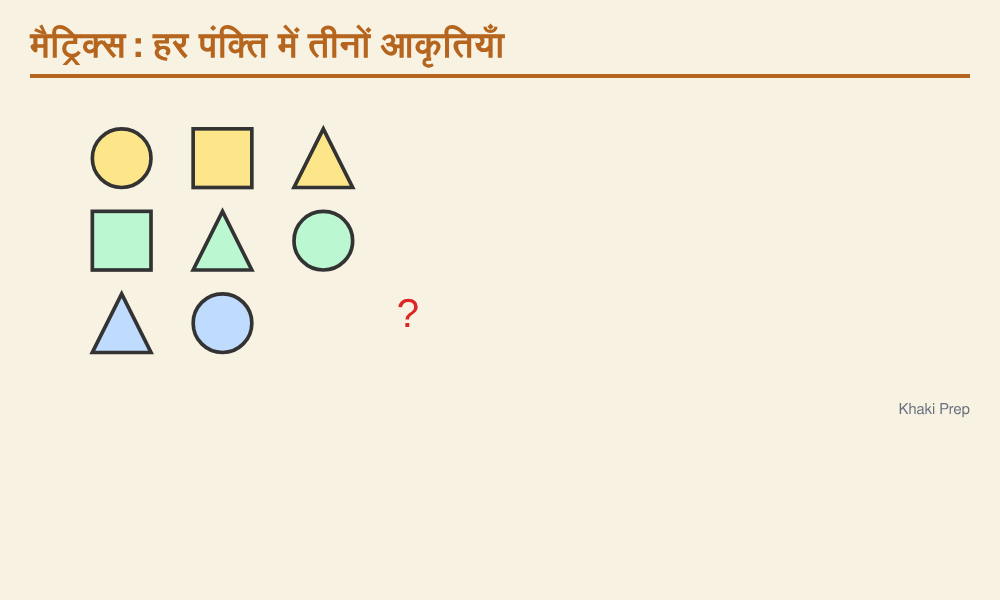 मैट्रिक्स : हर पंक्ति में तीनों आकृतियाँ
?
Khaki Prep